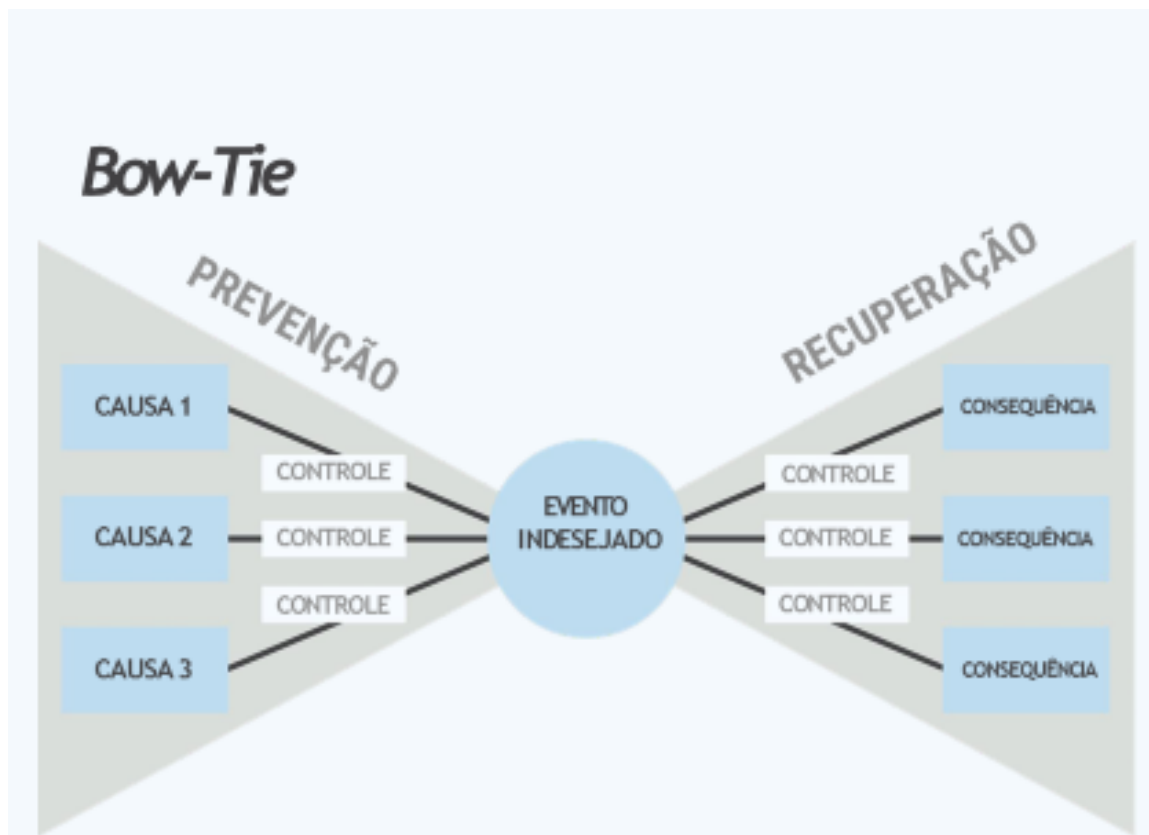 Bow-Tie
PREVENÇÃO
RECUPERAÇÃO
CAUSA 1
CONTROLE
CAUSA 2
CONTROLE
CAUSA 3
CONTROLE
EVENTO
INDESEJADO
CONTROLE
CONSEQUÊNCIA
CONTROLE
CONSEQUÊNCIA
CONTROLE
CONSEQUÊNCIA